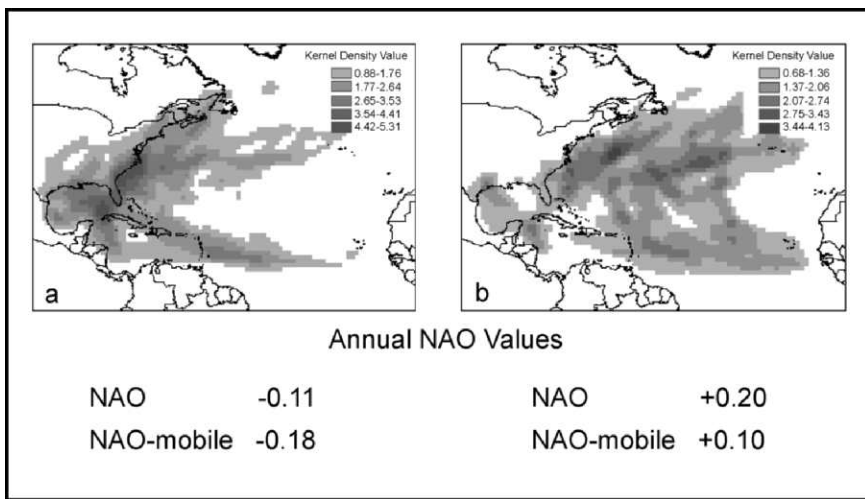 Kernel Density Value
0.88-1.76
1.77-2.64
2.65-3.53
3.54-4.41
4.42-5.31
a
Kernel Density Value
0.68-1.36
1.37-2.06
2.07-2.74
2.75-3.43
3.44-4.13
b
Annual NAO Values
NAO -0.11
NAO-mobile -0.18
NAO +0.20
NAO-mobile +0.10